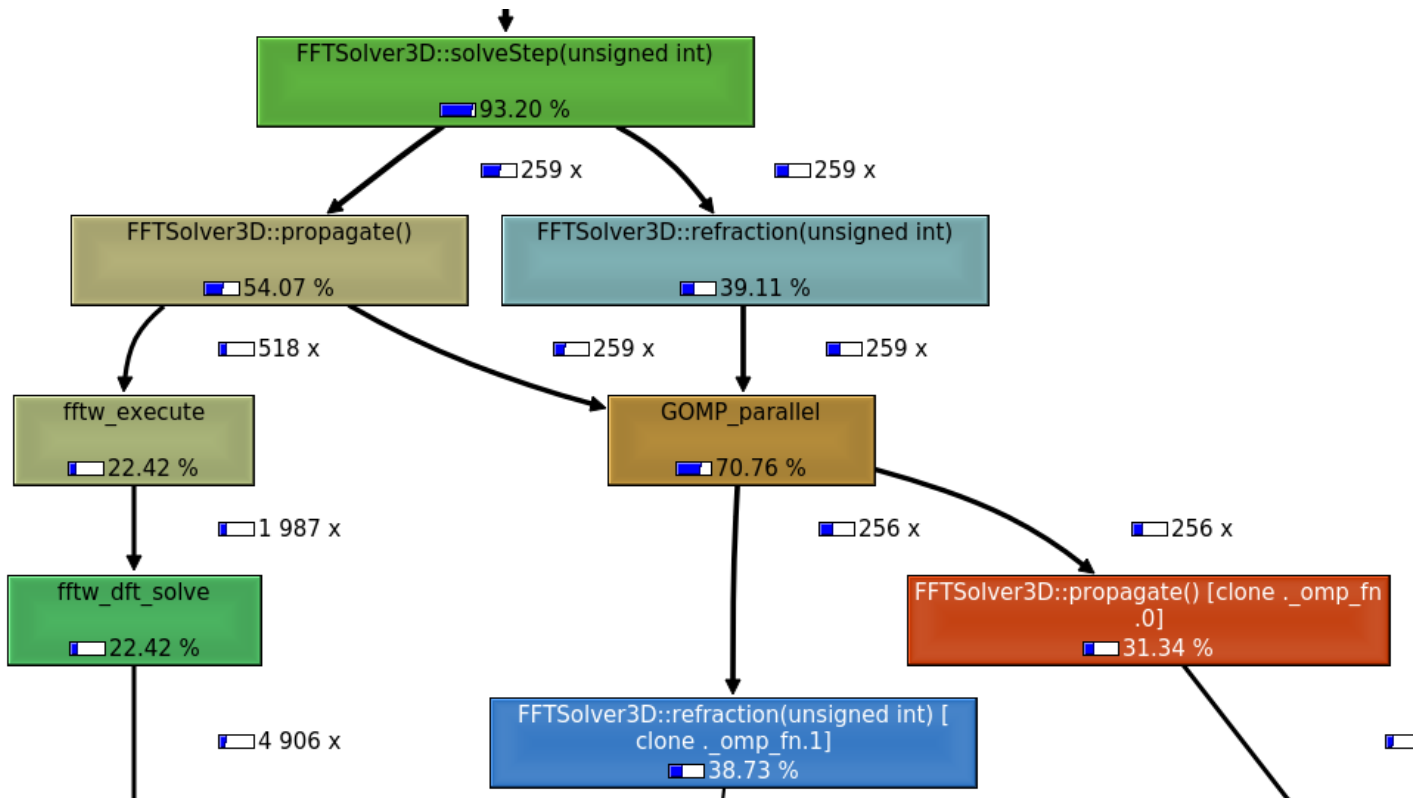 FFTSolver3D::solveStep(unsigned int)
93.20 %
259 x
259 x
FFTSolver3D::propagate()
54.07 %
FFTSolver3D::refraction(unsigned int)
39.11 %
518 x
259 x
259 x
fftw_execute
22.42 %
GOMP_parallel
70.76 %
1 987 x
256 x
256 x
fftw_dft_solve
22.42 %
FFTSolver3D::propagate() [clone ._omp_fn
.0]
31.34 %
FFTSolver3D::refraction(unsigned int) [
clone ._omp_fn.1]
38.73 %
4 906 x